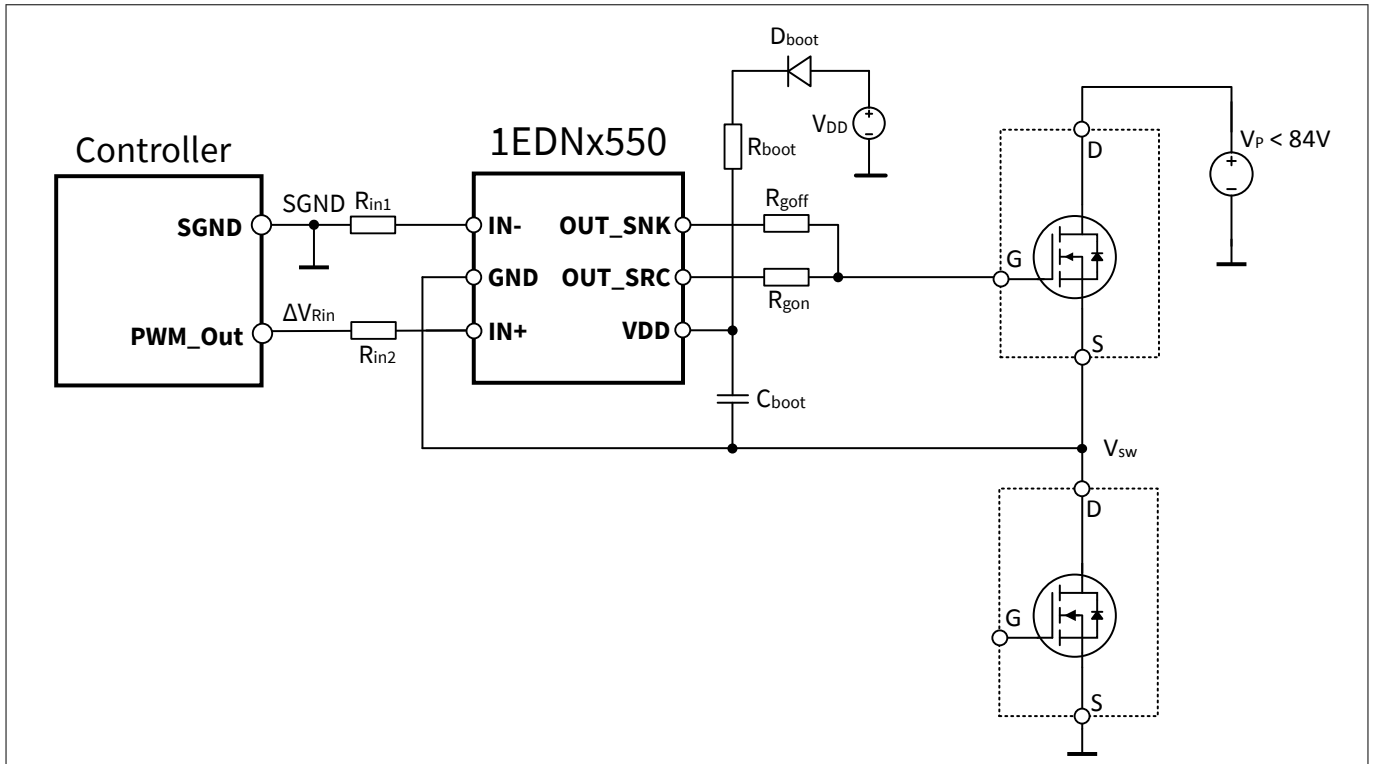 Dboot
VDD
+
−
Rboot
Controller
1EDNx550
VP < 84V
+
−
SGND
SGND
Rin1
IN-
OUT_SNK
Rgoff
GND
OUT_SRC
Rgon
PWM_Out
ΔVRin
Rin2
IN+
VDD
Cboot
D
G
S
Vsw
D
G
S